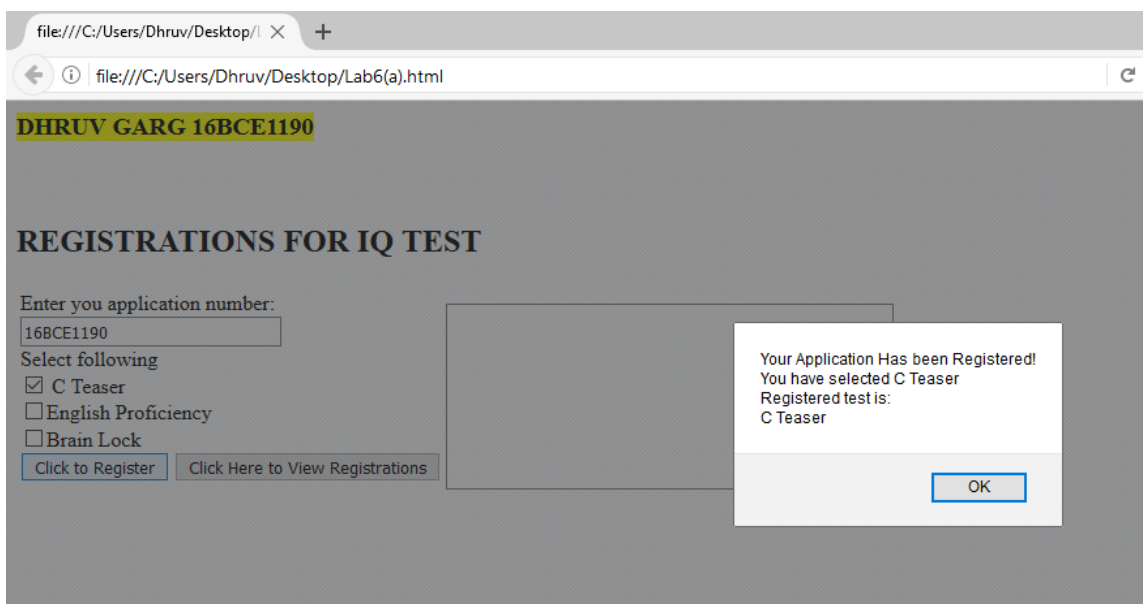 file:///C:/Users/Dhruv/Desktop/
file:///C:/Users/Dhruv/Desktop/Lab6(a).html
DHRUV GARG 16BCE1190
REGISTRATIONS FOR IQ TEST
Enter you application number:
16BCE1190
Select following
C Teaser
English Proficiency
Brain Lock
Click to Register Click Here to View Registrations
Your Application Has been Registered!
You have selected C Teaser
Registered test is:
C Teaser
OK